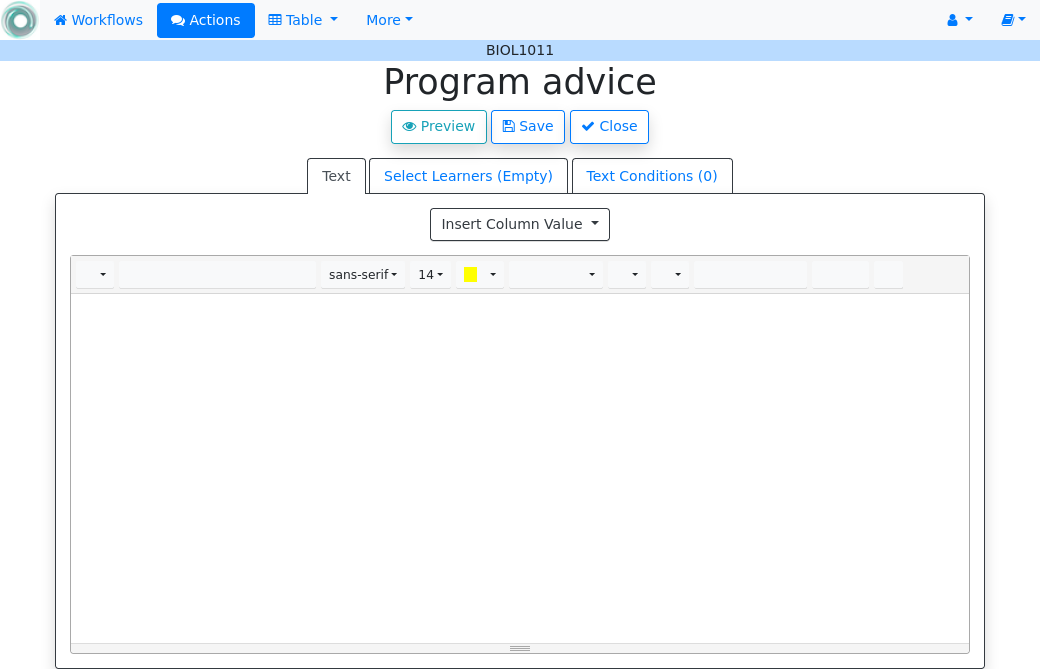 Workflows Actions Table More
BIOL1011
Program advice
Preview Save Close
Text Select Learners (Empty) Text Conditions (0)
Insert Column Value
sans-serif 14